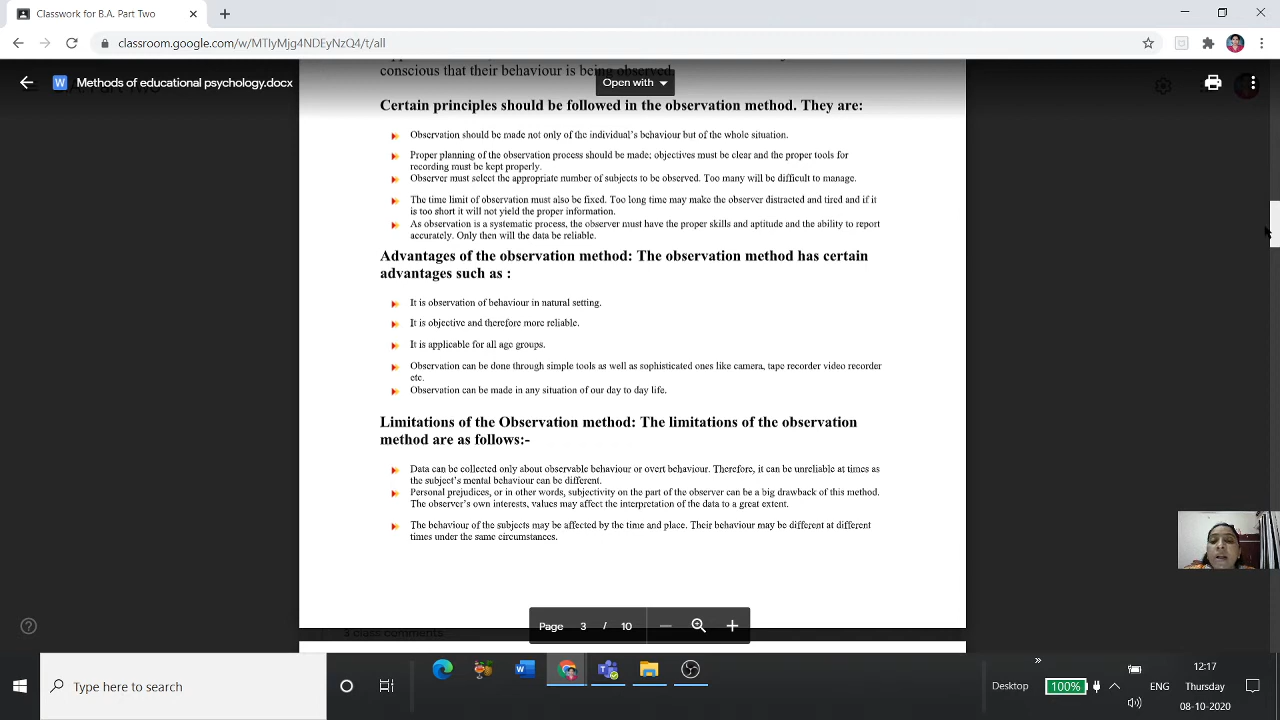 Classwork for B.A. Part Two
classroom.google.com/w/MTIyMjg4NDEyNzQ4/t/all
Methods of educational psychology.docx
Open with
conscious that their behaviour is being observed.
Certain principles should be followed in the observation method. They are:
Observation should be made not only of the individual's behaviour but of the whole situation.
Proper planning of the observation process should be made; objectives must be clear and the proper tools for
recording must be kept properly.
Observer must select the appropriate number of subjects to be observed. Too many will be difficult to manage.
The time limit of observation must also be fixed. Too long time may make the observer distracted and tired and if it
is too short it will not yield the proper information.
As observation is a systematic process, the observer must have the proper skills and aptitude and the ability to report
accurately. Only then will the data be reliable.
Advantages of the observation method: The observation method has certain
advantages such as :
It is observation of behaviour in natural setting.
It is objective and therefore more reliable.
It is applicable for all age groups.
Observation can be done through simple tools as well as sophisticated ones like camera, tape recorder video recorder
etc.
Observation can be made in any situation of our day to day life.
Limitations of the Observation method: The limitations of the observation
method are as follows:-
Data can be collected only about observable behaviour or overt behaviour. Therefore, it can be unreliable at times as
the subject's mental behaviour can be different.
Personal prejudices, or in other words, subjectivity on the part of the observer can be a big drawback of this method.
The observer's own interests, values may affect the interpretation of the data to a great extent.
The behaviour of the subjects may be affected by the time and place. Their behaviour may be different at different
times under the same circumstances.
Page 3 / 10
3 class comments
Type here to search
Desktop
100%
ENG
12:17
Thursday
08-10-2020